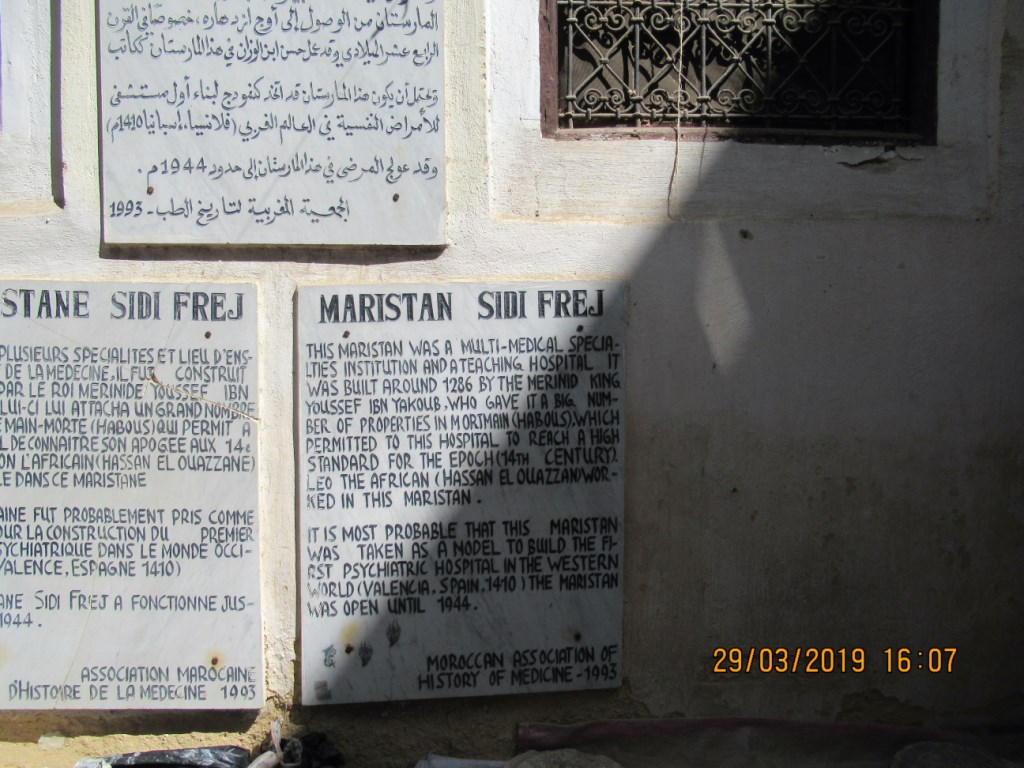 المارستان من الوصول إلى أوج ازدهاره، خصوصا في القرن
الرابع عشر الميلادي وقد عمل حسن ابن الوزان في هذا المارستان ككاتب
ويحتمل أن يكون هذا المارستان قد اتخذ كنموذج لبناء أول مستشفى
للأمراض النفسية في العالم الغربي (فلانسياء اسبانيا 1410م)
وقد عولج المرضى في هذا المارستان إلى حدود 1944م.
الجمعية المغربية لتاريخ الطب - 1993
STANE SIDI FREJ
PLUSIEURS SPECIALITES ET LIEU D'ENS-
DE LA MEDECINE, IL FUT CONSTRUIT
PAR LE ROI MERINIDE YOUSSEF IBN
LUI-CI LUI ATTACHA UN GRAND NOMBRE
E MAIN-MORTE (HABOUS) QUI PERMIT A
L DE CONNAITRE SON APOGEE AUX 14e
ON L'AFRICAIN (HASSAN EL OUAZZANE)
LE DANS CE MARISTANE
AINE FUT PROBABLEMENT PRIS COMME
OUR LA CONSTRUCTION DU PREMIER
SYCHIATRIQUE DANS LE MONDE OCCI-
VALENCE, ESPAGNE 1410)
ANE SIDI FREJ A FONCTIONNE JUS-
1944.
ASSOCIATION MAROCAINE
D'HISTOIRE DE LA MEDECINE 1993
MARISTAN SIDI FREJ
THIS MARISTAN WAS A MULTI-MEDICAL SPECIA-
LTIES INSTITUTION AND A TEACHING HOSPITAL IT
WAS BUILT AROUND 1286 BY THE MERINID KING
YOUSSEF IBN YAKOUB, WHO GAVE IT A BIG NUM-
BER OF PROPERTIES IN MORTMAIN (HABOUS), WHICH
PERMITTED TO THIS HOSPITAL TO REACH A HIGH
STANDARD FOR THE EPOCH (14TH CENTURY)
LEO THE AFRICAN (HASSAN EL OUAZZAN) WOR-
KED IN THIS MARISTAN.
IT IS MOST PROBABLE THAT THIS MARISTAN
WAS TAKEN AS A MODEL TO BUILD THE FI-
RST PSYCHIATRIC HOSPITAL IN THE WESTERN
WORLD (VALENCIA, SPAIN, 1410) THE MARISTAN
WAS OPEN UNTIL 1944.
MOROCCAN ASSOCIATION OF
HISTORY OF MEDICINE -1993
29/03/2019 16:07